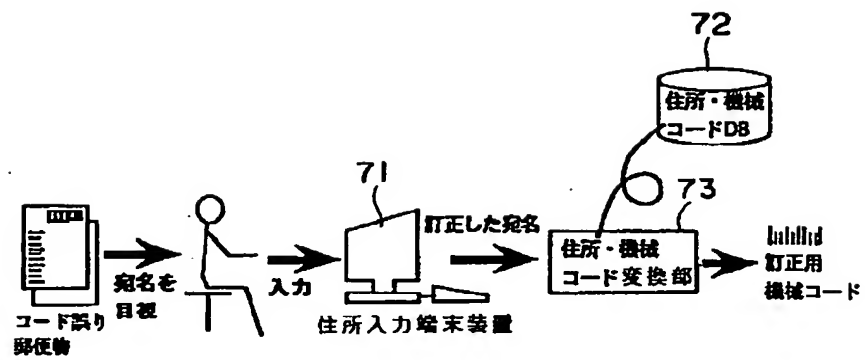 72
住所・機械
コードDB
71
73
訂正した宛名
住所・機械
コード変換部
訂正用
機械コード
宛名を
目視
入力
住所入力端末装置
コード誤り
郵便物